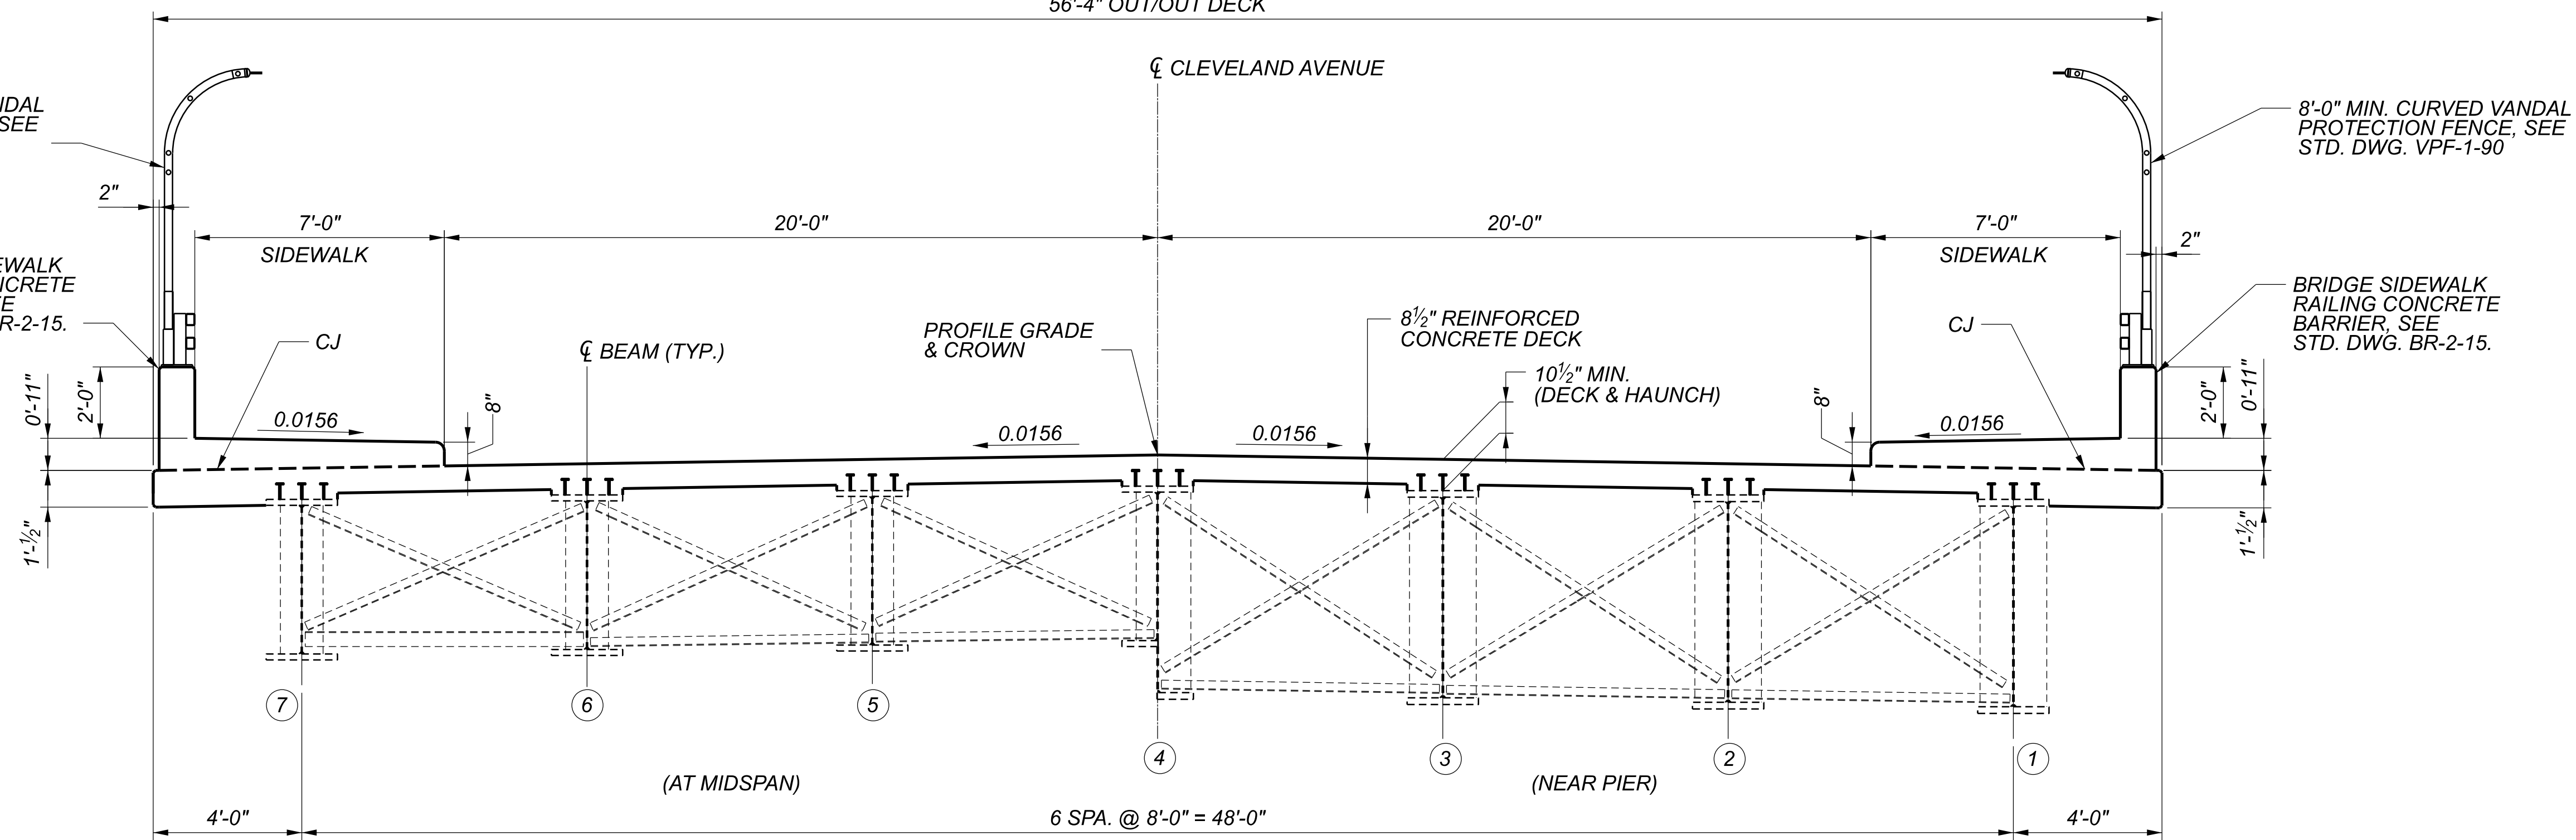 56'-4" OUT/OUT DECK
℄ CLEVELAND AVENUE
SEE
8'-0" MIN. CURVED VANDAL
PROTECTION FENCE, SEE
STD. DWG. VPF-1-90
2"
7'-0"
SIDEWALK
20'-0"
20'-0"
7'-0"
SIDEWALK
2"
BRIDGE SIDEWALK
RAILING CONCRETE
BARRIER, SEE
STD. DWG. BR-2-15.
CJ
℄ BEAM (TYP.)
PROFILE GRADE
& CROWN
8½" REINFORCED
CONCRETE DECK
10½" MIN.
(DECK & HAUNCH)
CJ
0'-11"
2'-0"
0.0156
8"
0.0156
0.0156
8"
0.0156
2'-0"
0'-11"
1'-½"
1'-½"
7
6
5
4
3
2
1
(AT MIDSPAN)
(NEAR PIER)
4'-0"
6 SPA. @ 8'-0" = 48'-0"
4'-0"